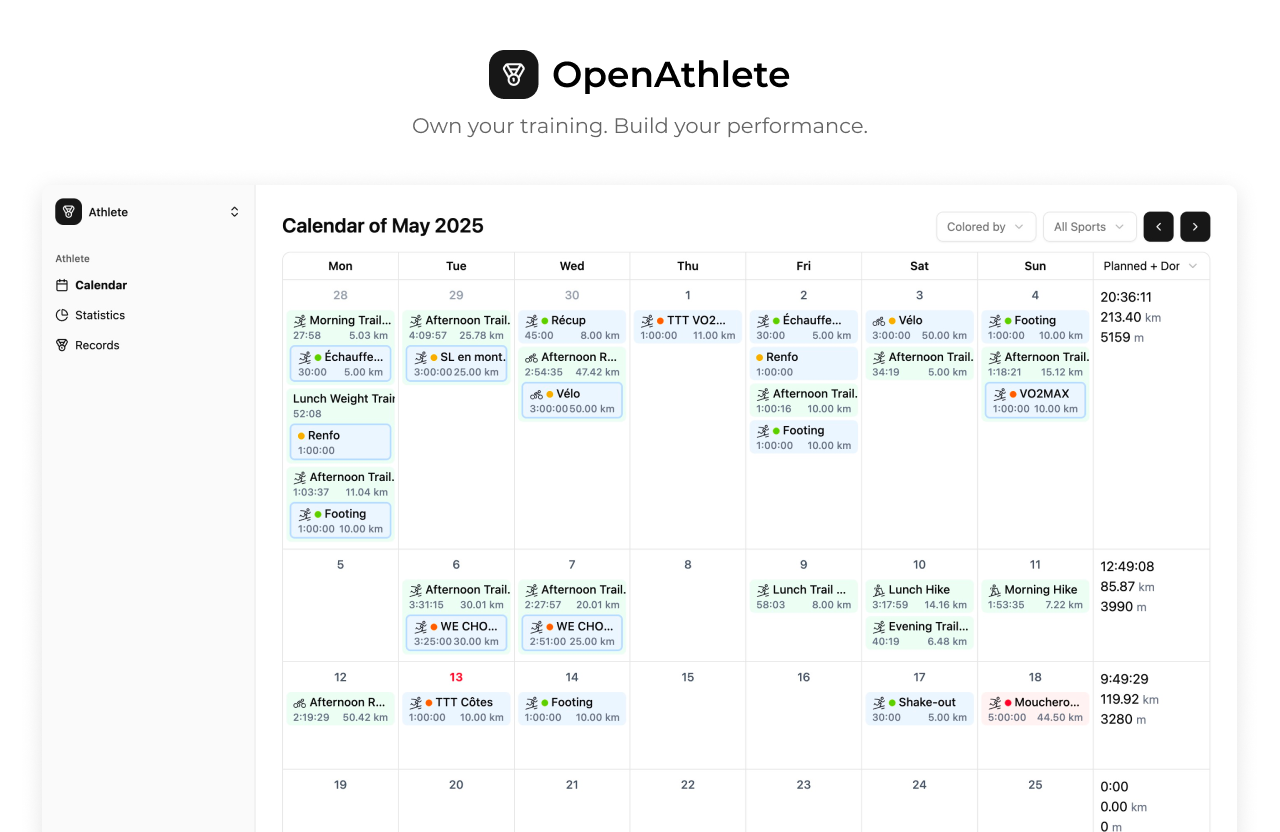 OpenAthlete
Own your training. Build your performance.
Athlete
Athlete
Calendar
Statistics
Records
Calendar of May 2025
Colored by
All Sports
Mon Tue Wed Thu Fri Sat Sun Planned + Dor
28
Morning Trail...
27:58 5.03 km
Échauffe...
30:00 5.00 km
Lunch Weight Train
52:08
Renfo
1:00:00
Afternoon Trail.
1:03:37 11.04 km
Footing
1:00:00 10.00 km
29
Afternoon Trail.
4:09:57 25.78 km
SL en mont.
3:00:00 25.00 km
30
Récup
45:00 8.00 km
Afternoon R...
2:54:35 47.42 km
Vélo
3:00:00 50.00 km
1
TTT VO2...
1:00:00 11.00 km
2
Échauffe...
30:00 5.00 km
Renfo
1:00:00
Afternoon Trail.
1:00:16 10.00 km
Footing
1:00:00 10.00 km
3
Vélo
3:00:00 50.00 km
Afternoon Trail.
34:19 5.00 km
4
Footing
1:00:00 10.00 km
Afternoon Trail.
1:18:21 15.12 km
VO2MAX
1:00:00 10.00 km
20:36:11
213.40 km
5159 m
5
6
Afternoon Trail.
3:31:15 30.01 km
WE CHO...
3:25:00 30.00 km
7
Afternoon Trail.
2:27:57 20.01 km
WE CHO...
2:51:00 25.00 km
8
9
Lunch Trail ...
58:03 8.00 km
10
Lunch Hike
3:17:59 14.16 km
Evening Trail...
40:19 6.48 km
11
Morning Hike
1:53:35 7.22 km
12:49:08
85.87 km
3990 m
12
Afternoon R...
2:19:29 50.42 km
13
TTT Côtes
1:00:00 10.00 km
14
Footing
1:00:00 10.00 km
15
16
17
Shake-out
30:00 5.00 km
18
Mouchero...
5:00:00 44.50 km
9:49:29
119.92 km
3280 m
19
20
21
22
23
24
25
0:00
0.00 km
0 m